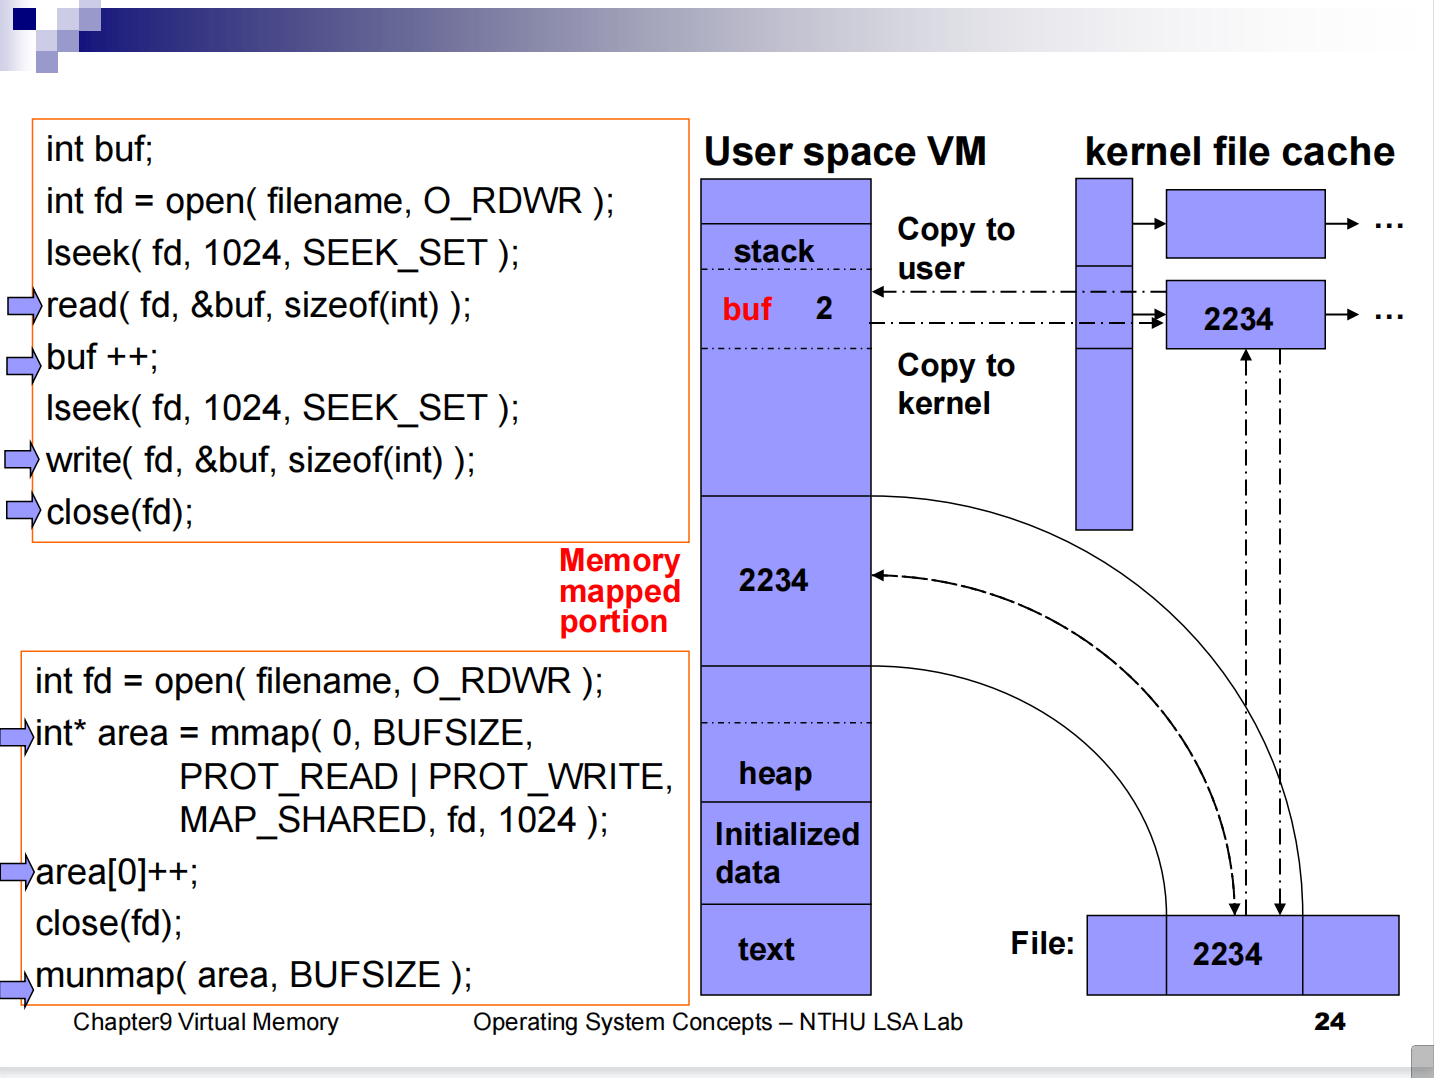 int buf;
int fd = open( filename, O_RDWR );
lseek( fd, 1024, SEEK_SET );
read( fd, &buf, sizeof(int) );
buf ++;
lseek( fd, 1024, SEEK_SET );
write( fd, &buf, sizeof(int) );
close(fd);
Memory
mapped
portion
int fd = open( filename, O_RDWR );
int* area = mmap( 0, BUFSIZE,
PROT_READ | PROT_WRITE,
MAP_SHARED, fd, 1024 );
area[0]++;
close(fd);
munmap( area, BUFSIZE );
User space VM
stack
buf 2
2234
heap
Initialized
data
text
Copy to
user
Copy to
kernel
kernel file cache
...
2234
...
File:
2234
Chapter9 Virtual Memory
Operating System Concepts – NTHU LSA Lab
24